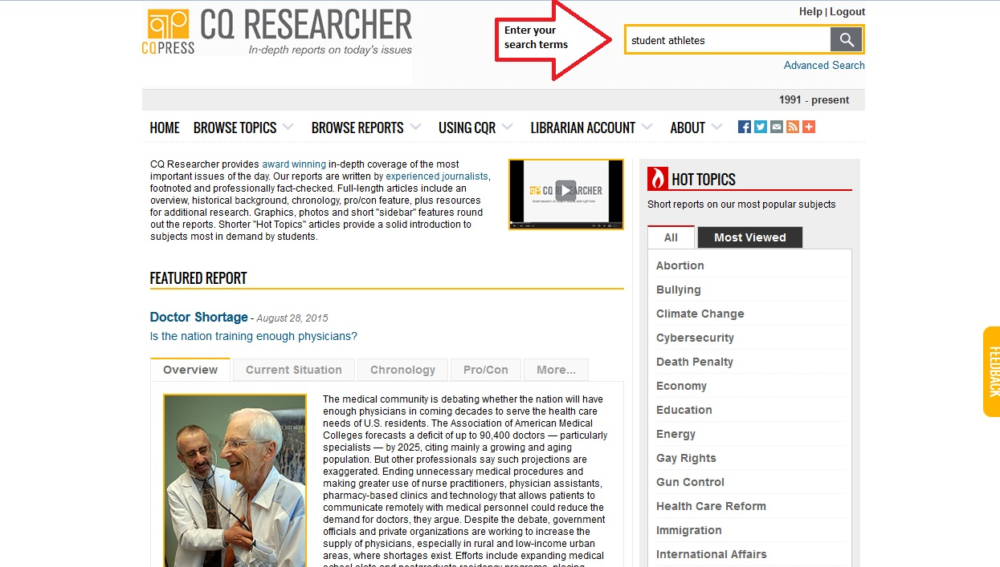 CQ RESEARCHER
CQPRESS
In-depth reports on today's issues
Enter your
search terms
Help | Logout
student athletes
Advanced Search
1991 - present
HOME BROWSE TOPICS BROWSE REPORTS USING CQR LIBRARIAN ACCOUNT ABOUT
CQ Researcher provides award winning in-depth coverage of the most
important issues of the day. Our reports are written by experienced journalists,
footnoted and professionally fact-checked. Full-length articles include an
overview, historical background, chronology, pro/con feature, plus resources
for additional research. Graphics, photos and short "sidebar" features round
out the reports. Shorter "Hot Topics" articles provide a solid introduction to
subjects most in demand by students.
CQ RESEARCHER
FEATURED REPORT
Doctor Shortage - August 28, 2015
Is the nation training enough physicians?
Overview Current Situation Chronology Pro/Con More...
The medical community is debating whether the nation will have
enough physicians in coming decades to serve the health care
needs of U.S. residents. The Association of American Medical
Colleges forecasts a deficit of up to 90,400 doctors — particularly
specialists — by 2025, citing mainly a growing and aging
population. But other professionals say such projections are
exaggerated. Ending unnecessary medical procedures and
making greater use of nurse practitioners, physician assistants,
pharmacy-based clinics and technology that allows patients to
communicate remotely with medical personnel could reduce the
demand for doctors, they argue. Despite the debate, government
officials and private organizations are working to increase the
supply of physicians, especially in rural and low-income urban
areas, where shortages exist. Efforts include expanding medical
school slots and postgraduate residency programs, placing
HOT TOPICS
Short reports on our most popular subjects
All Most Viewed
Abortion
Bullying
Climate Change
Cybersecurity
Death Penalty
Economy
Education
Energy
Gay Rights
Gun Control
Health Care Reform
Immigration
International Affairs
FEEDBACK